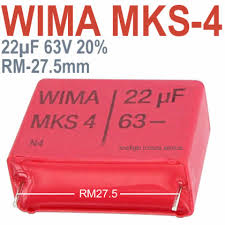 WIMA MKS-4
22µF 63V 20%
RM-27.5mm
WIMA 22 µF
MKS 4 63-
N4
RM27.5